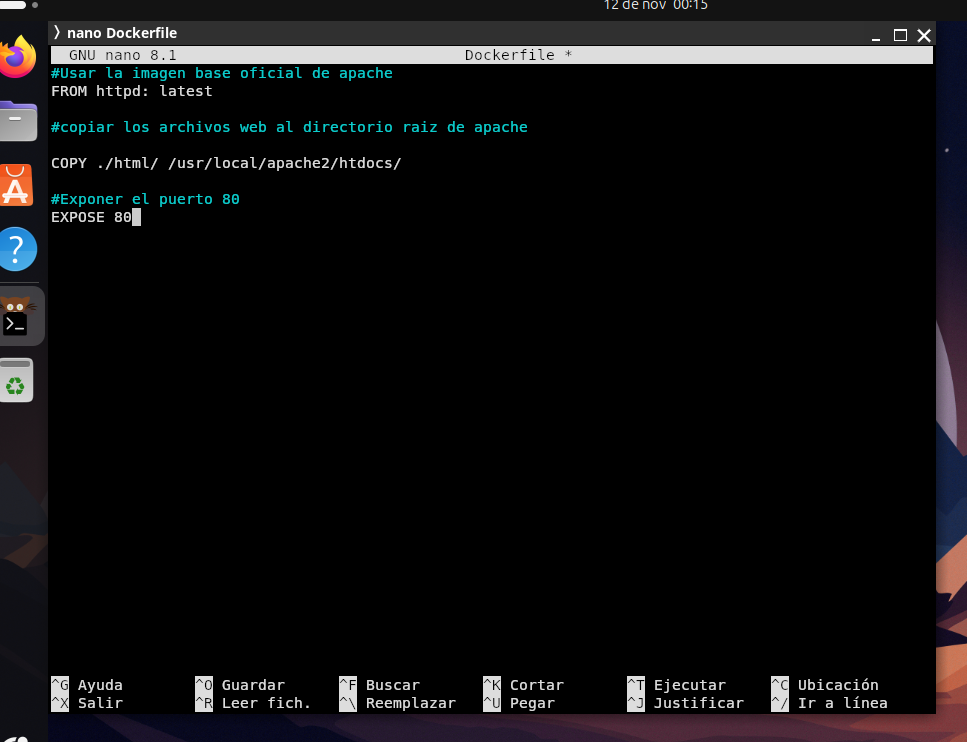 12 de nov 00:15
❭ nano Dockerfile
GNU nano 8.1 Dockerfile *
#Usar la imagen base oficial de apache
FROM httpd: latest
#copiar los archivos web al directorio raiz de apache
COPY ./html/ /usr/local/apache2/htdocs/
#Exponer el puerto 80
EXPOSE 80
^G Ayuda ^O Guardar ^F Buscar ^K Cortar ^T Ejecutar ^C Ubicación
^X Salir ^R Leer fich. ^\ Reemplazar ^U Pegar ^J Justificar ^/ Ir a línea